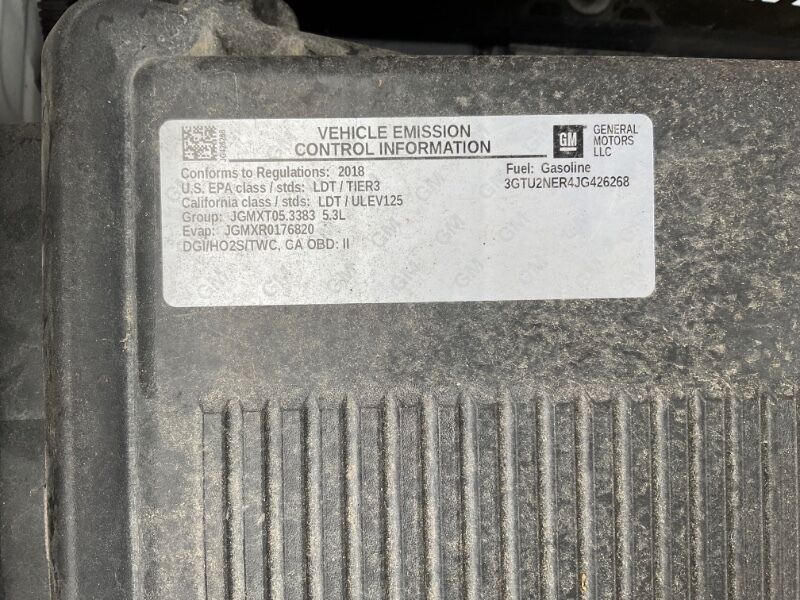 VEHICLE EMISSION
CONTROL INFORMATION
GM
GENERAL
MOTORS
LLC
Conforms to Regulations: 2018
U.S. EPA class / stds: LDT / TIER3
California class / stds: LDT / ULEV125
Group: JGMXT05.3383 5.3L
Evap: JGMXR0176820
DGI/HO2S/TWC, CA OBD: II
Fuel: Gasoline
3GTU2NER4JG426268